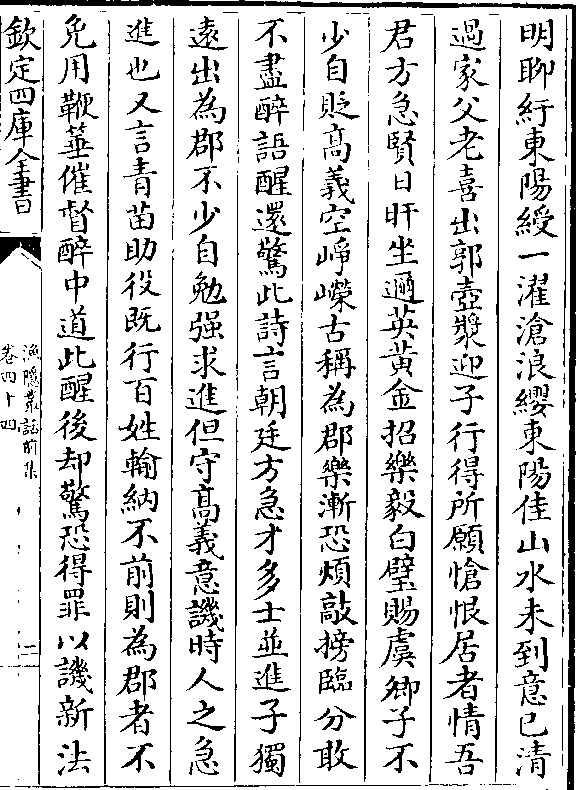 明聊紆東陽綬一濯滄浪纓東陽佳山水未到意已清
過家父老喜出郭壺漿迎子行得所願愴恨居者情吾
君方急賢日旰坐邇英黄金招樂毅白璧賜虞卿子不
少自貶髙義空崢嶸古稱為郡樂漸恐煩敲搒臨分敢
不盡醉語醒還驚此詩言朝廷方急才多士並進子獨
遠出為郡不少自勉强求進但守髙義意譏時人之急
進也又言青苗助役既行百姓輸納不前則為郡者不
免用鞭箠催督醉中道此醒後却驚恐得罪以譏新法
欽定四庫全書
漁隱叢話前集
卷四十四
二